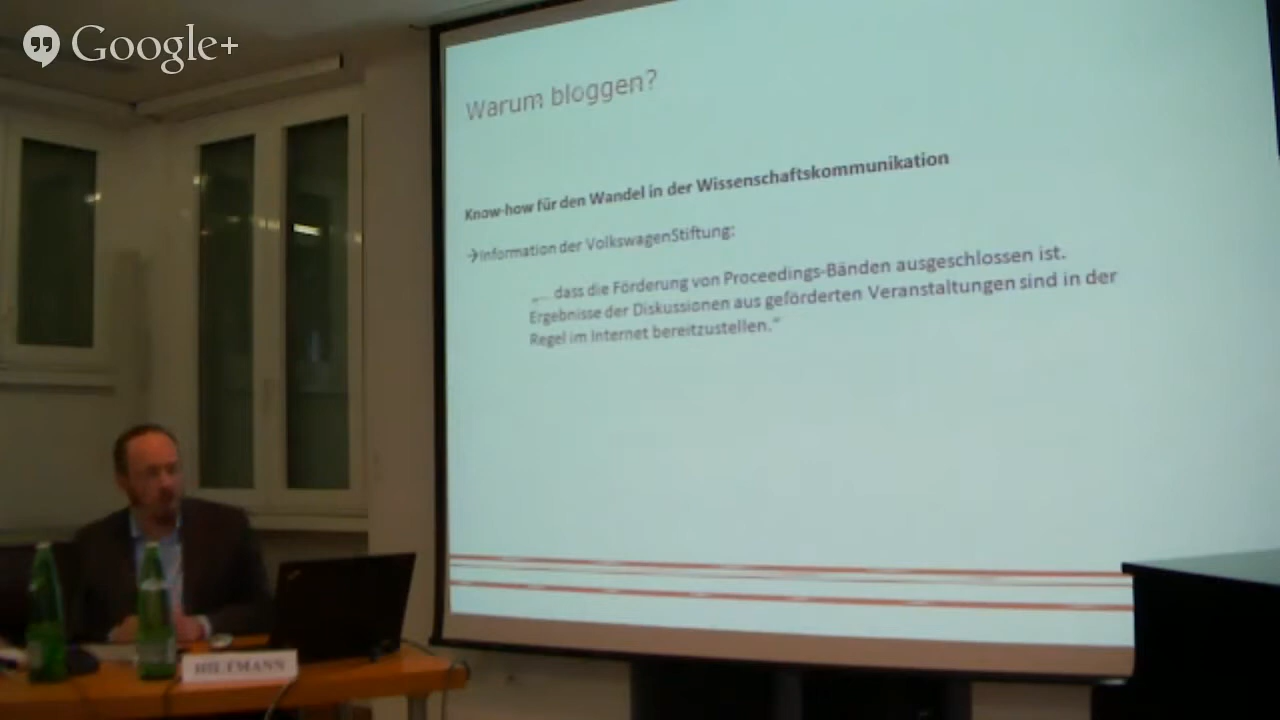 Google+
Warum bloggen?
Know-how für den Wandel in der Wissenschaftskommunikation
→Information der VolkswagenStiftung:
„... dass die Förderung von Proceedings-Bänden ausgeschlossen ist.
Ergebnisse der Diskussionen aus geförderten Veranstaltungen sind in der
Regel im Internet bereitzustellen."